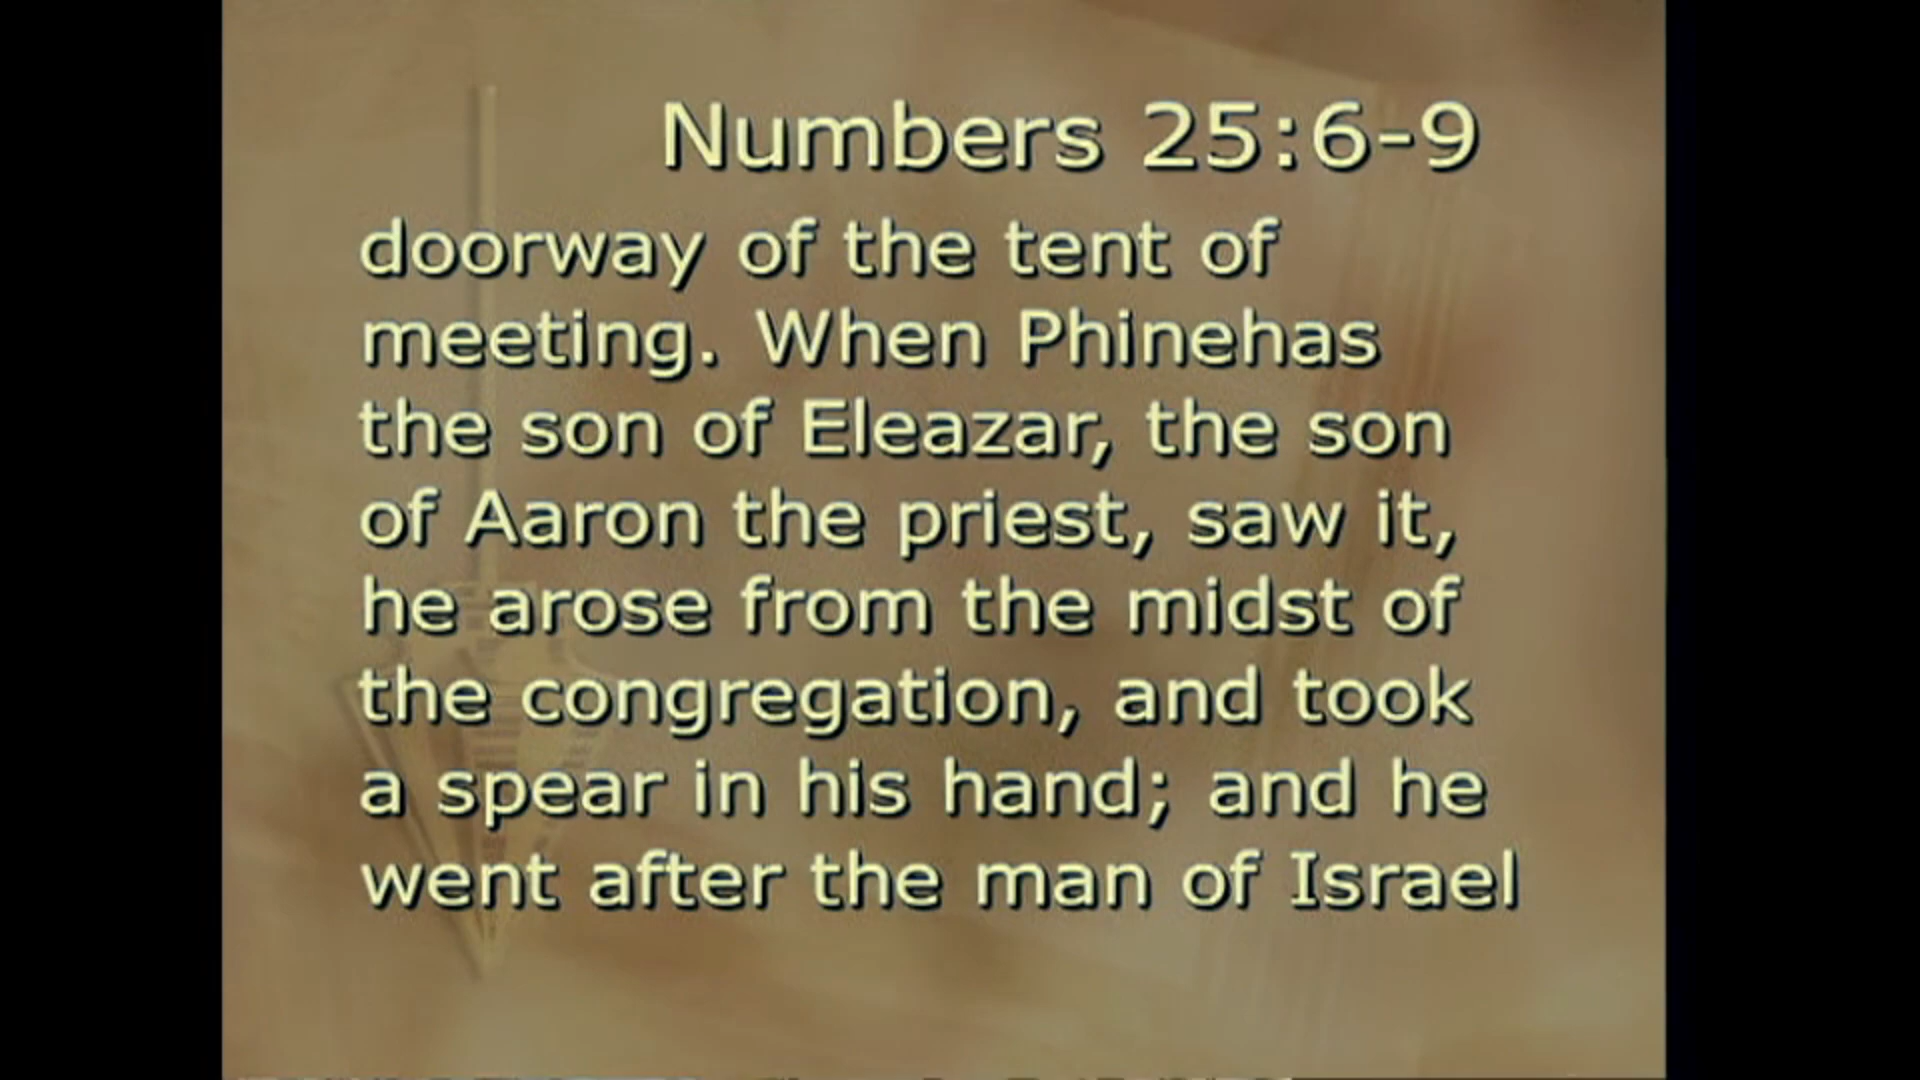 Numbers 25:6-9
doorway of the tent of
meeting. When Phinehas
the son of Eleazar, the son
of Aaron the priest, saw it,
he arose from the midst of
the congregation, and took
a spear in his hand; and he
went after the man of Israel